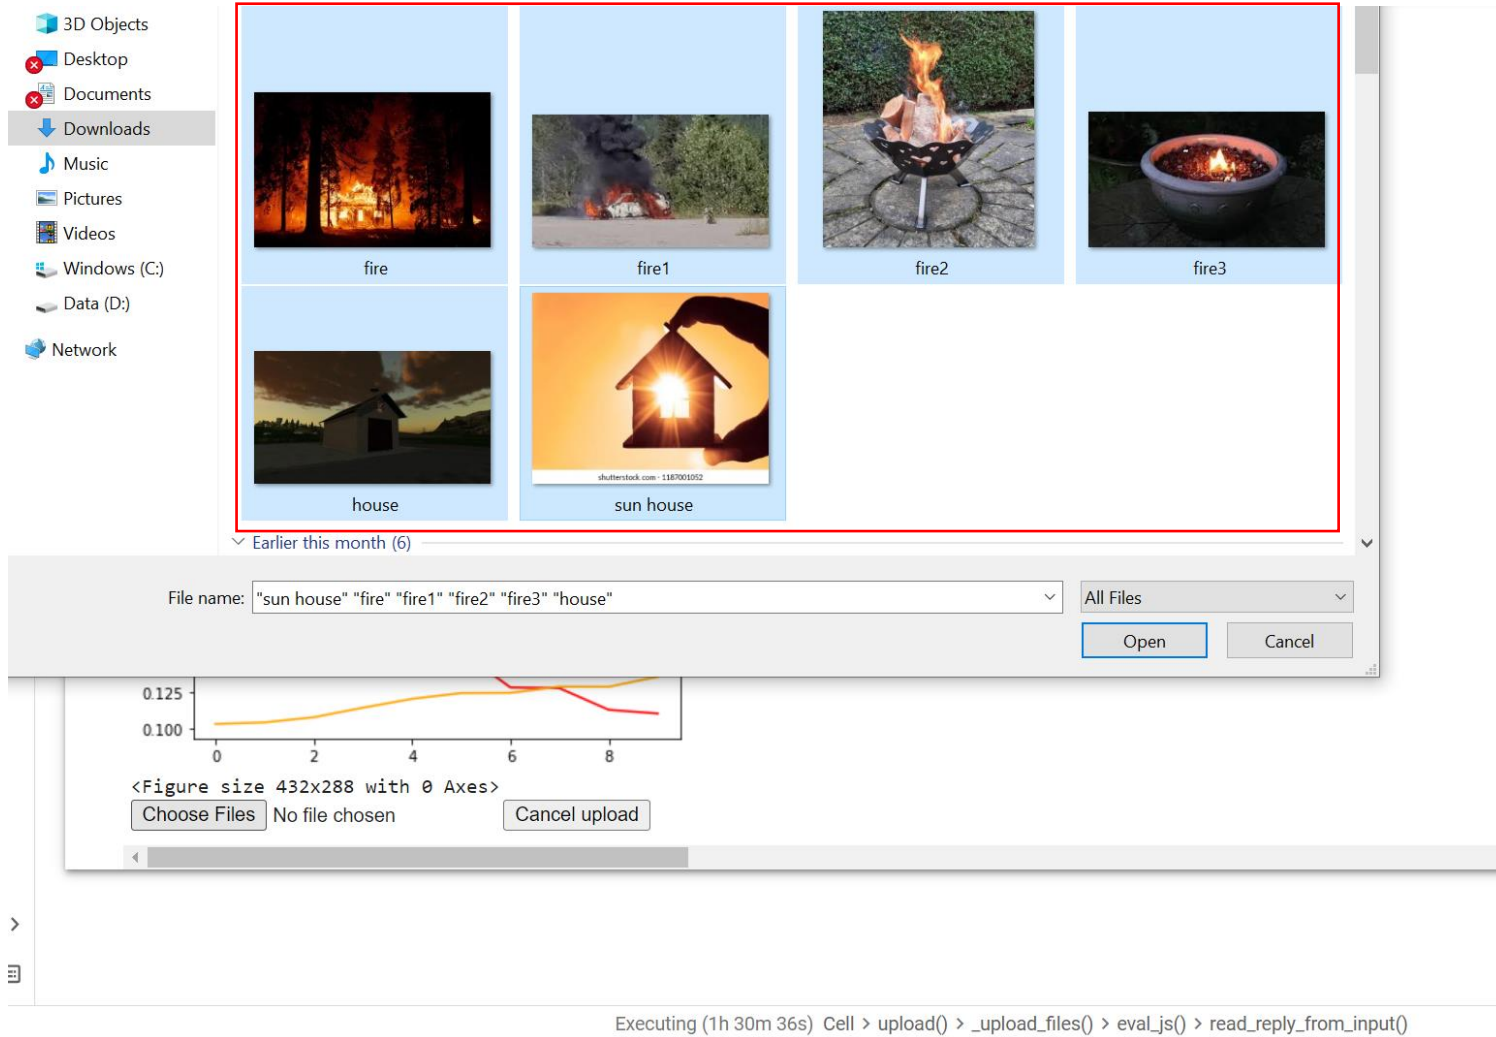 3D Objects
Desktop
Documents
Downloads
Music
Pictures
Videos
Windows (C:)
Data (D:)
Network
fire
fire1
fire2
fire3
shutterstock.com · 1187001052
house
sun house
Earlier this month (6)
File name: "sun house" "fire" "fire1" "fire2" "fire3" "house"
All Files
Open
Cancel
0.125
0.100
0 2 4 6 8
<Figure size 432x288 with 0 Axes>
Choose Files No file chosen Cancel upload
Executing (1h 30m 36s) Cell > upload() > _upload_files() > eval_js() > read_reply_from_input()